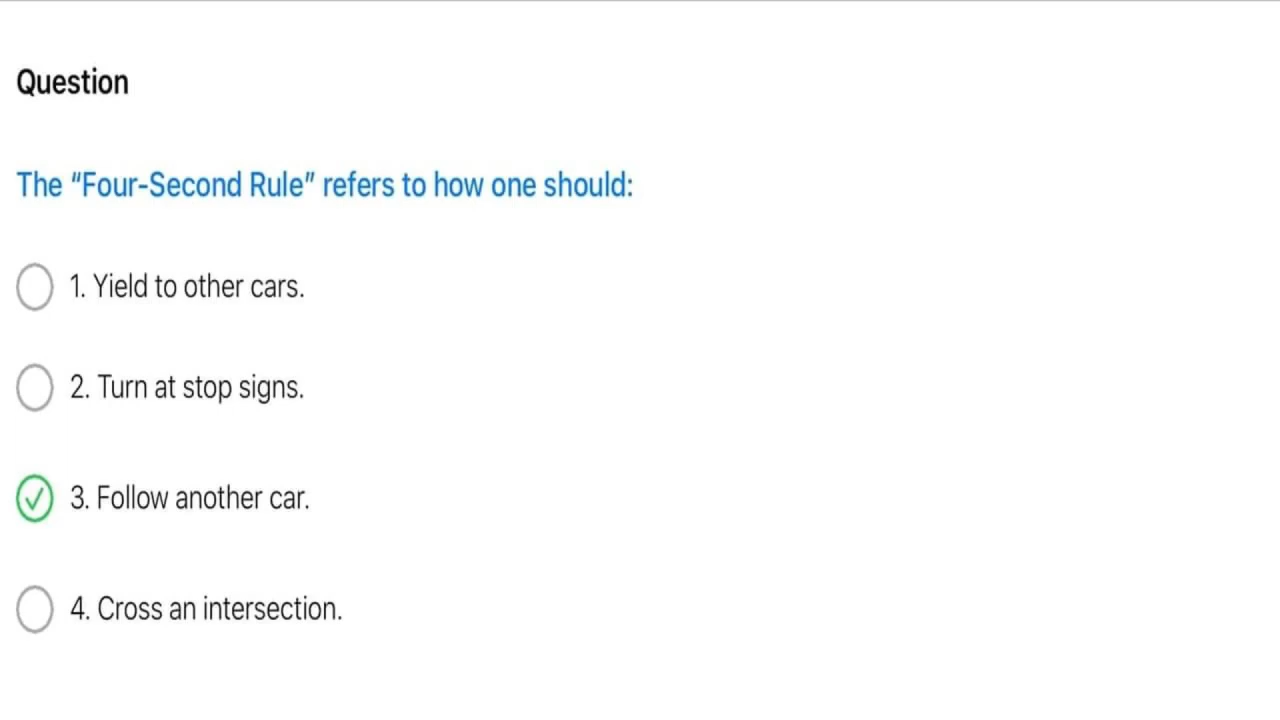 Question
The “Four-Second Rule” refers to how one should:
1. Yield to other cars.
2. Turn at stop signs.
3. Follow another car.
4. Cross an intersection.